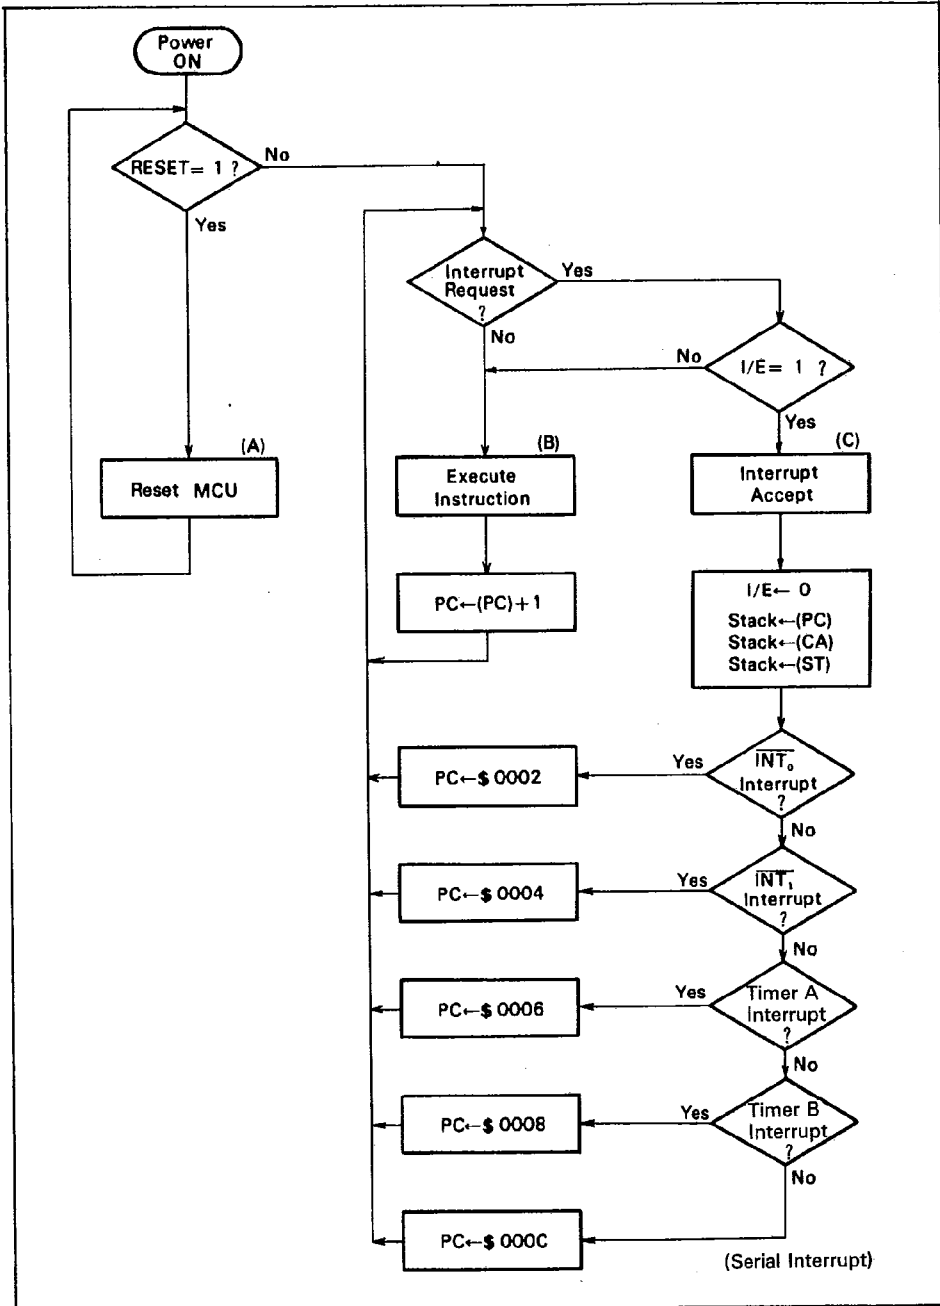 Power
ON
RESET= 1 ?
No
Yes
Interrupt
Request
?
Yes
No
I/E= 1 ?
No
Yes
(A)
Reset MCU
(B)
Execute
Instruction
(C)
Interrupt
Accept
PC←(PC)+1
I/E← 0
Stack←(PC)
Stack←(CA)
Stack←(ST)
PC←$0002
Yes
I̅N̅T̅₀
Interrupt
?
No
PC←$0004
Yes
I̅N̅T̅₁
Interrupt
?
No
PC←$0006
Yes
Timer A
Interrupt
?
No
PC←$0008
Yes
Timer B
Interrupt
?
No
PC←$000C
(Serial Interrupt)